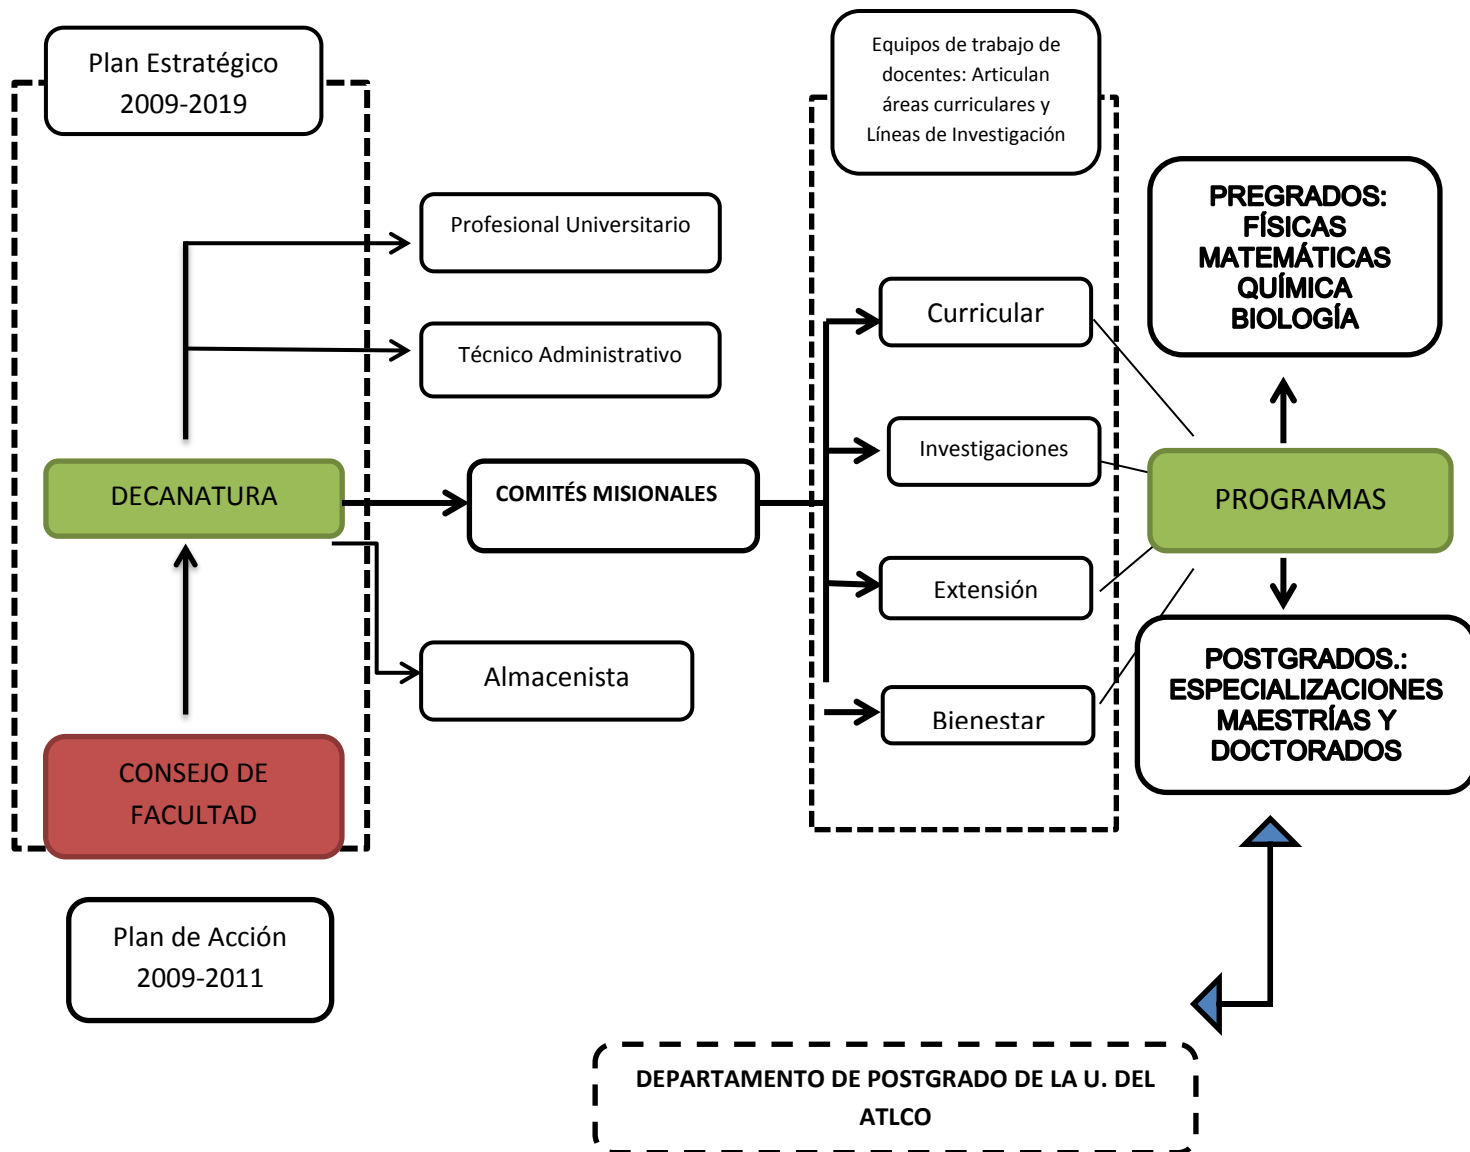 Plan Estratégico
2009-2019
Equipos de trabajo de
docentes: Articulan
áreas curriculares y
Líneas de Investigación
PREGRADOS:
FÍSICAS
MATEMÁTICAS
QUÍMICA
BIOLOGÍA
Profesional Universitario
Técnico Administrativo
Curricular
Investigaciones
DECANATURA
COMITÉS MISIONALES
PROGRAMAS
Extensión
Almacenista
Bienestar
POSTGRADOS.:
ESPECIALIZACIONES
MAESTRÍAS Y
DOCTORADOS
CONSEJO DE
FACULTAD
Plan de Acción
2009-2011
DEPARTAMENTO DE POSTGRADO DE LA U. DEL
ATLCO